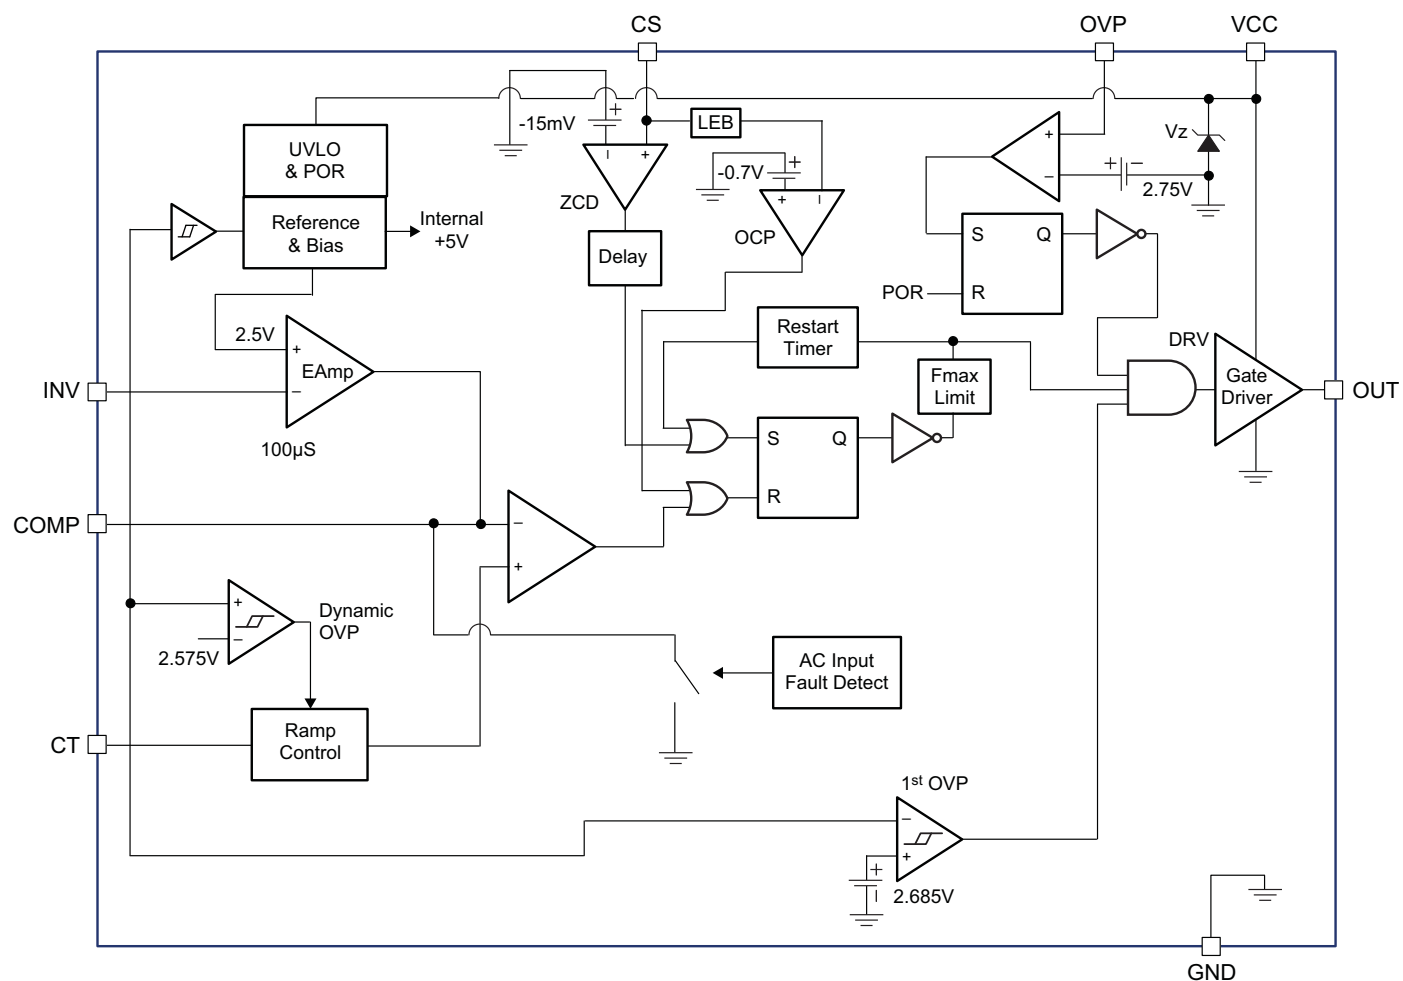 CS
OVP
VCC
-15mV
+
−
+
LEB
-0.7V
+
+
−
ZCD
OCP
Vz
+
−
+
−
2.75V
UVLO
& POR
Reference
& Bias
Internal
+5V
Delay
S
Q
POR
R
2.5V
+
EAmp
−
100µS
INV
Restart
Timer
Fmax
Limit
DRV
Gate
Driver
OUT
S
Q
R
COMP
−
+
+
−
2.575V
Dynamic
OVP
AC Input
Fault Detect
CT
Ramp
Control
1st OVP
−
+
+
−
2.685V
GND